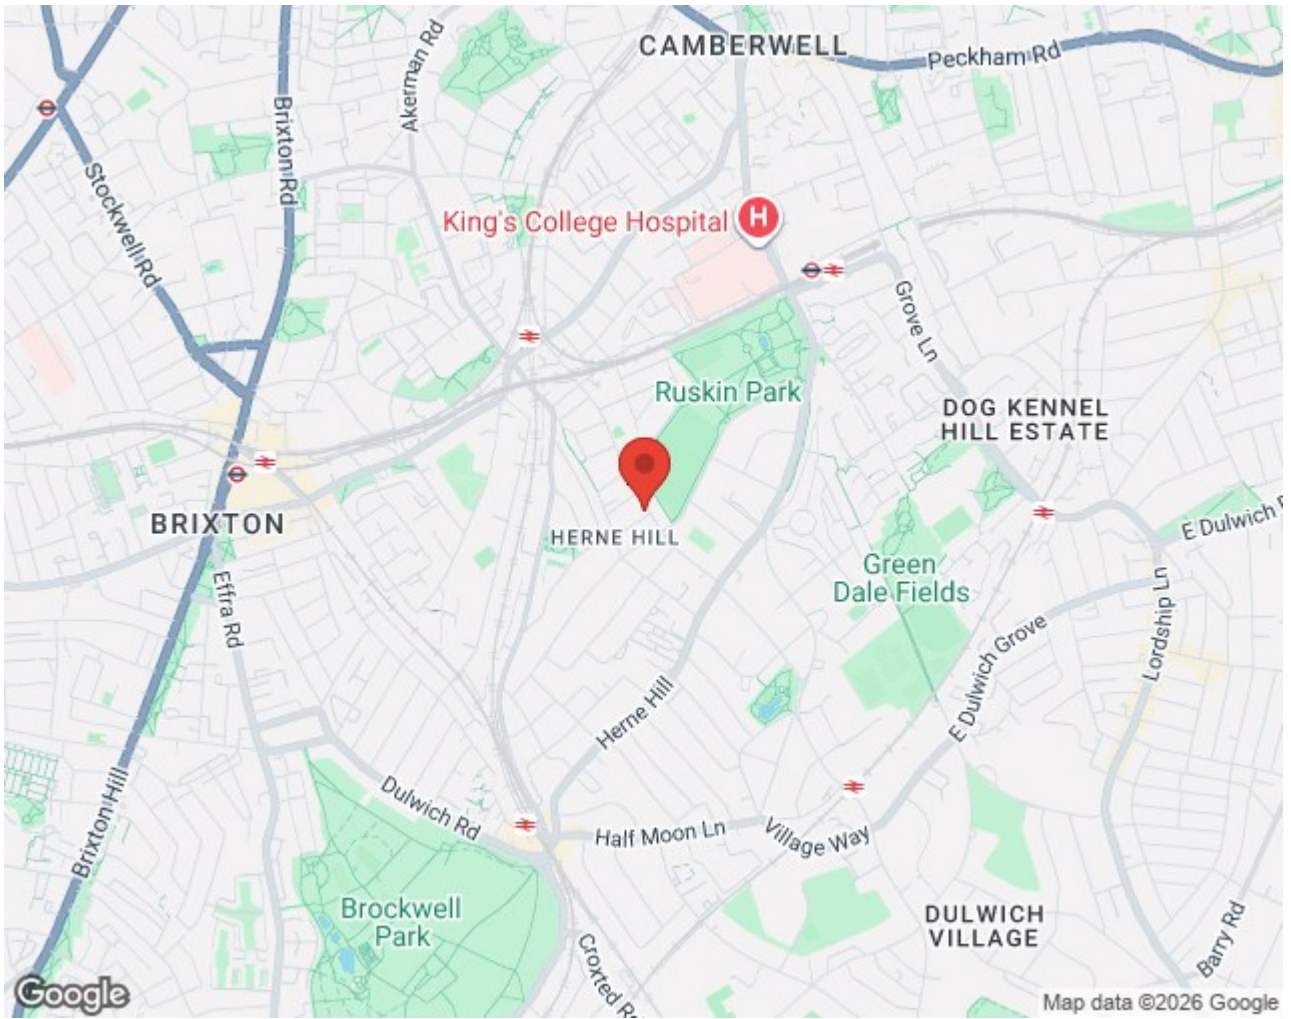 CAMBERWELL
Peckham Rd
Akerman Rd
Brixton Rd
Stockwell Rd
King's College Hospital
H
Grove Ln
Ruskin Park
DOG KENNEL
HILL ESTATE
BRIXTON
HERNE HILL
E Dulwich
Green
Dale Fields
Effra Rd
Lordship Ln
E Dulwich Grove
Herne Hill
Brixton Hill
Dulwich Rd
Half Moon Ln
Village Way
Brockwell
Park
DULWICH
VILLAGE
Croxted
Barry Rd
Google
Map data ©2026 Google